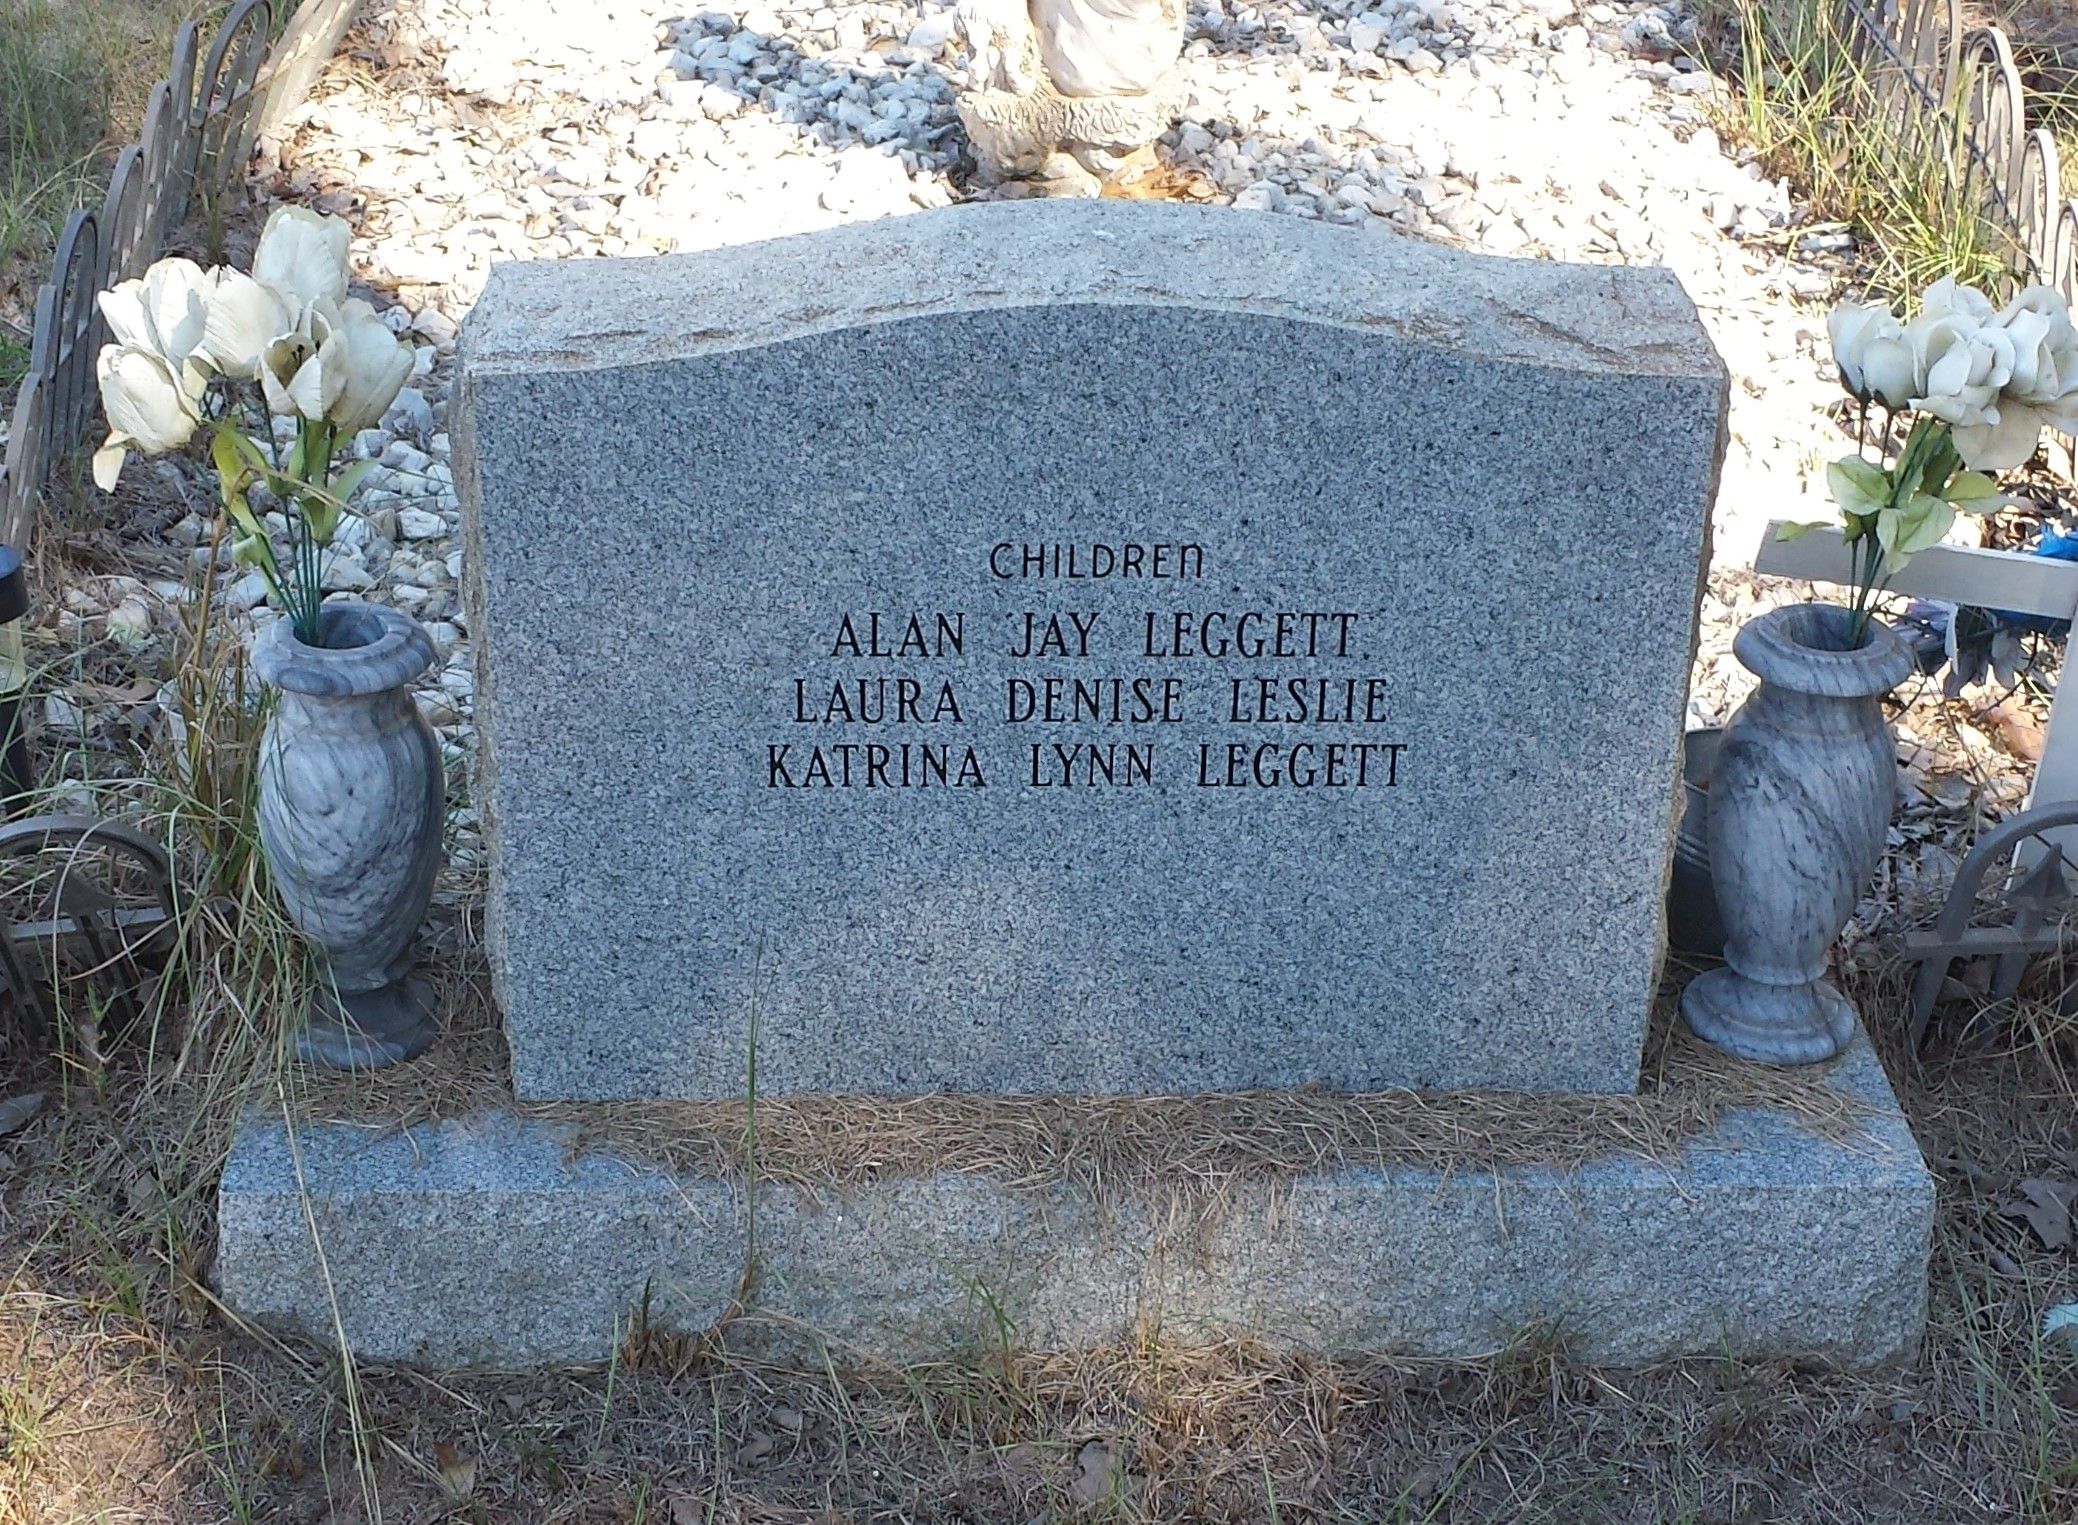 CHILDREN
ALAN JAY LEGGETT
LAURA DENISE LESLIE
KATRINA LYNN LEGGETT